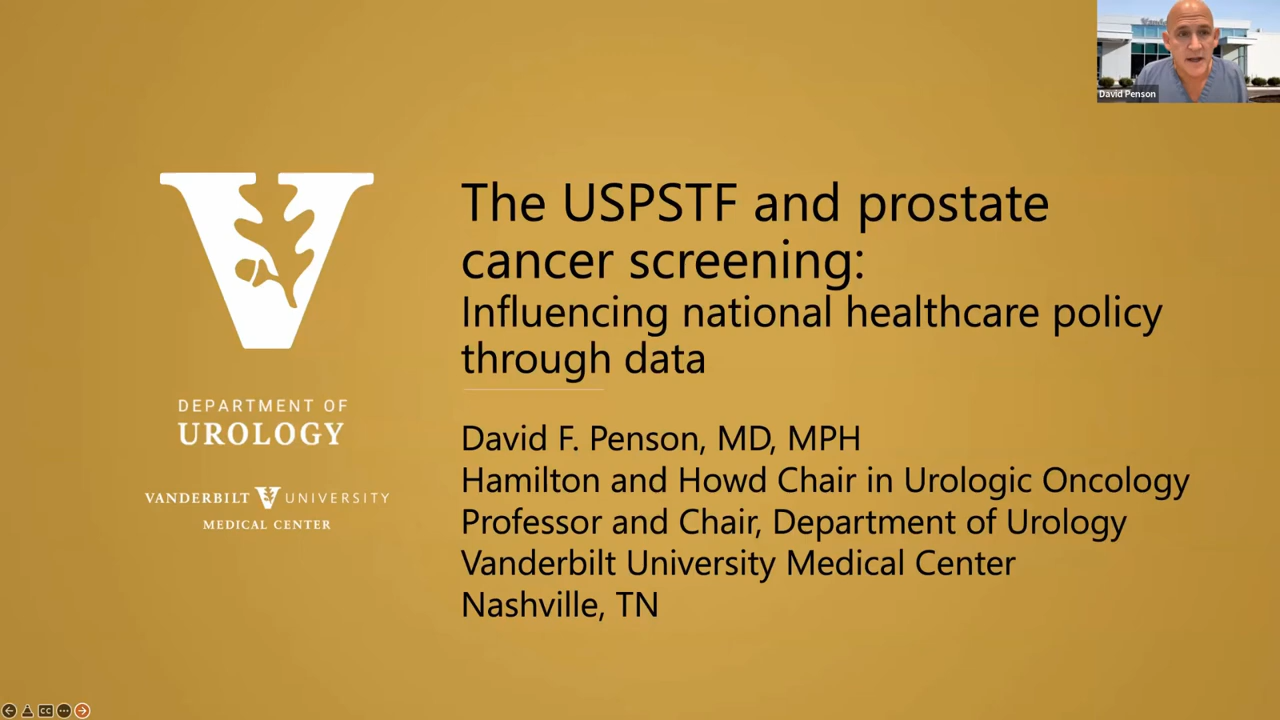 David Penson
The USPSTF and prostate
cancer screening:
Influencing national healthcare policy
through data
DEPARTMENT OF
UROLOGY
VANDERBILT UNIVERSITY
MEDICAL CENTER
David F. Penson, MD, MPH
Hamilton and Howd Chair in Urologic Oncology
Professor and Chair, Department of Urology
Vanderbilt University Medical Center
Nashville, TN
CC